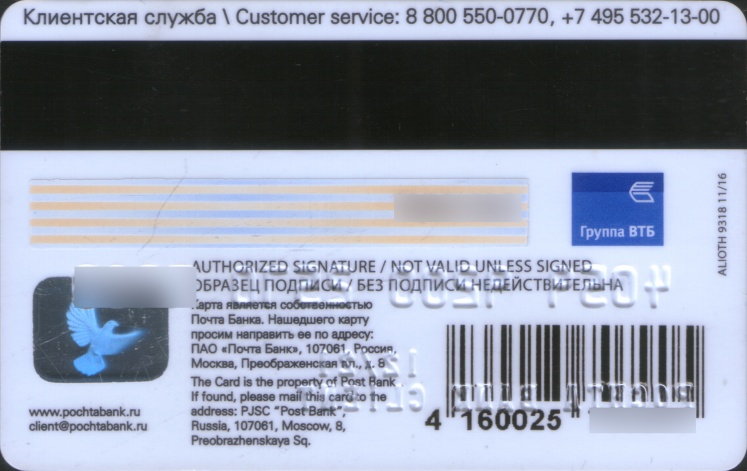 Клиентская служба \ Customer service: 8 800 550-0770, +7 495 532-13-00
Группа ВТБ
ALIOTH 9318 11/16
AUTHORIZED SIGNATURE / NOT VALID UNLESS SIGNED
ОБРАЗЕЦ ПОДПИСИ / БЕЗ ПОДПИСИ НЕДЕЙСТВИТЕЛЬНА
Карта является собственностью
Почта Банка. Нашедшего карту
просим направить ее по адресу:
ПАО «Почта Банк», 107061, Россия,
Москва, Преображенская пл., д. 8
The Card is the property of Post Bank
If found, please mail this card to the
address: PJSC "Post Bank",
Russia, 107061, Moscow, 8,
Preobrazhenskaya Sq.
www.pochtabank.ru
client@pochtabank.ru
4 160025